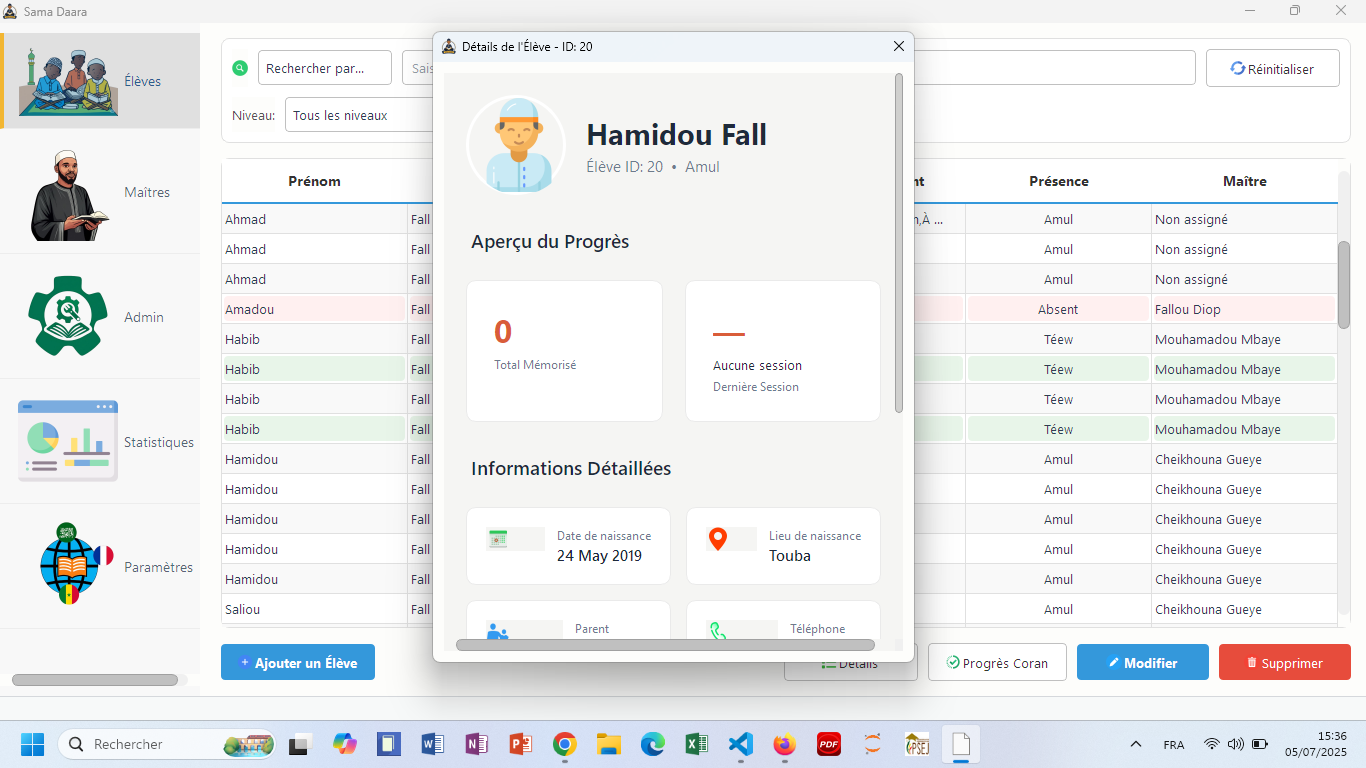 Sama Daara
Élèves
Maîtres
Admin
Statistiques
Paramètres
Rechercher par...
Sais
Réinitialiser
Niveau:
Tous les niveaux
Prénom
nt
Présence
Maître
Ahmad Fall n,À ... Amul Non assigné
Ahmad Fall Amul Non assigné
Ahmad Fall Amul Non assigné
Amadou Fall Absent Fallou Diop
Habib Fall Téew Mouhamadou Mbaye
Habib Fall Téew Mouhamadou Mbaye
Habib Fall Téew Mouhamadou Mbaye
Habib Fall Téew Mouhamadou Mbaye
Hamidou Fall Amul Cheikhouna Gueye
Hamidou Fall Amul Cheikhouna Gueye
Hamidou Fall Amul Cheikhouna Gueye
Hamidou Fall Amul Cheikhouna Gueye
Hamidou Fall Amul Cheikhouna Gueye
Saliou Fall Amul Cheikhouna Gueye
Détails de l'Élève - ID: 20
Hamidou Fall
Élève ID: 20 • Amul
Aperçu du Progrès
0
Total Mémorisé
—
Aucune session
Dernière Session
Informations Détaillées
Date de naissance
24 May 2019
Lieu de naissance
Touba
Parent
Téléphone
Ajouter un Élève
Détails
Progrès Coran
Modifier
Supprimer
Rechercher
PDF
IPSEJ
FRA
15:36
05/07/2025